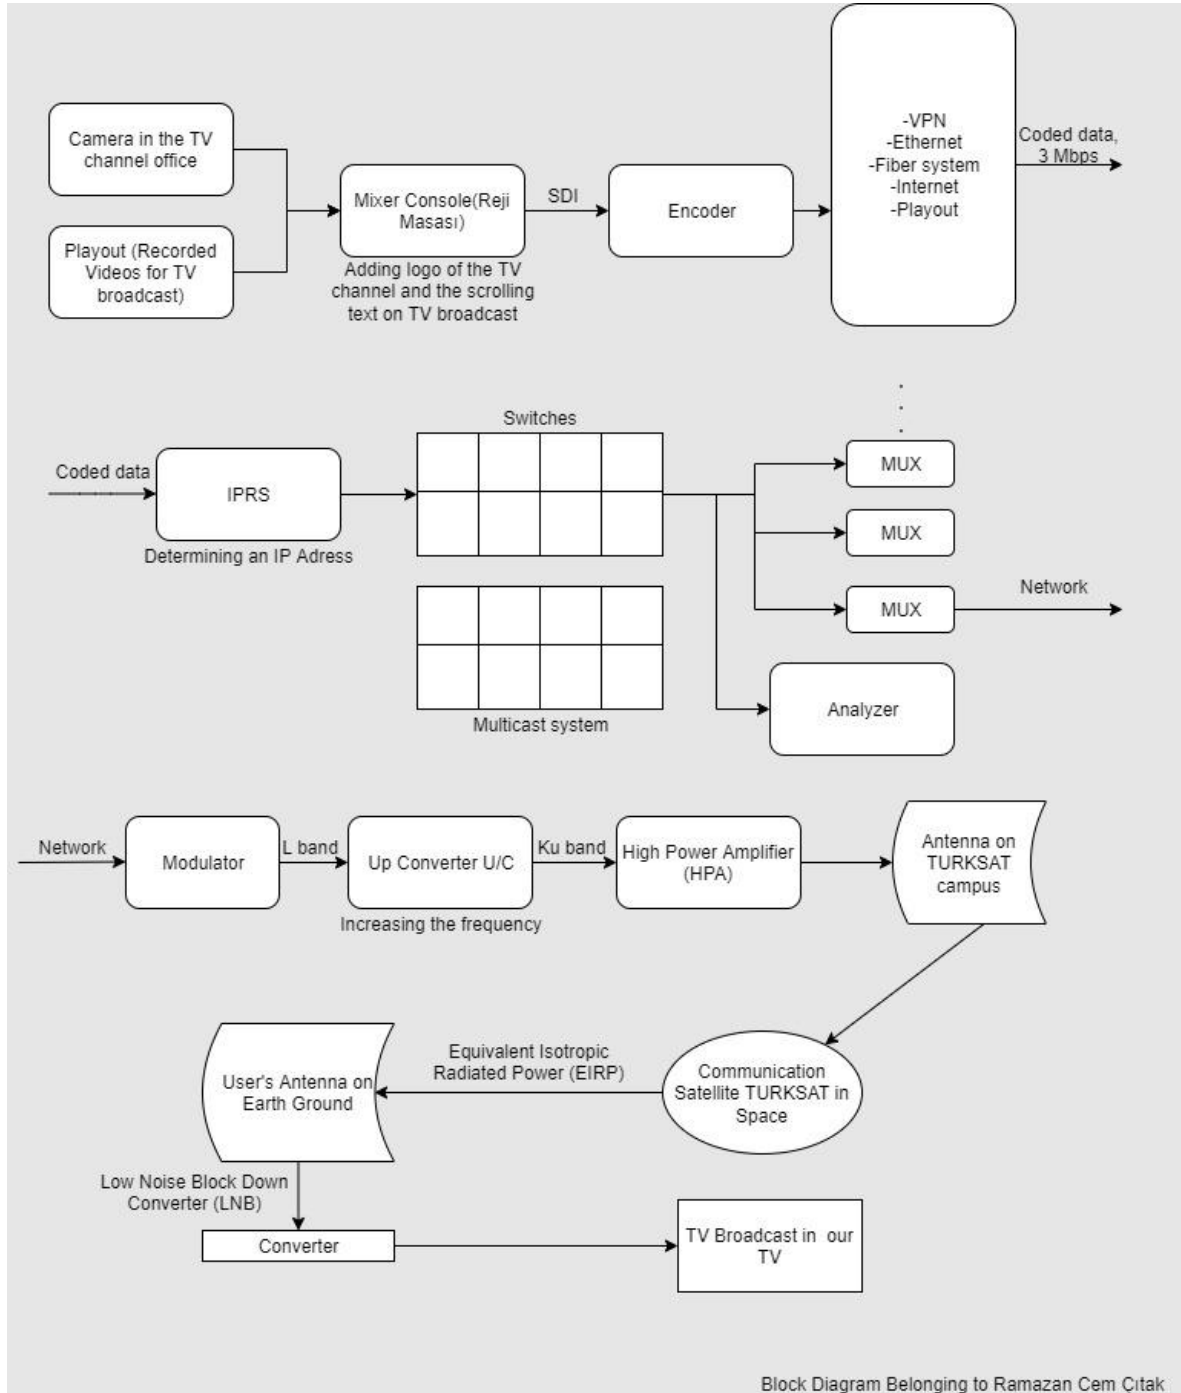 Camera in the TV
channel office
Playout (Recorded
Videos for TV
broadcast)
Mixer Console(Reji
Masası)
Adding logo of the TV
channel and the scrolling
text on TV broadcast
SDI
Encoder
-VPN
-Ethernet
-Fiber system
-Internet
-Playout
Coded data,
3 Mbps
Coded data
IPRS
Determining an IP Adress
Switches
Multicast system
MUX
MUX
MUX
Network
Analyzer
Network
Modulator
L band
Up Converter U/C
Increasing the frequency
Ku band
High Power Amplifier
(HPA)
Antenna on
TURKSAT
campus
Communication
Satellite TURKSAT in
Space
Equivalent Isotropic
Radiated Power (EIRP)
User's Antenna on
Earth Ground
Low Noise Block Down
Converter (LNB)
Converter
TV Broadcast in our
TV
Block Diagram Belonging to Ramazan Cem Cıtak